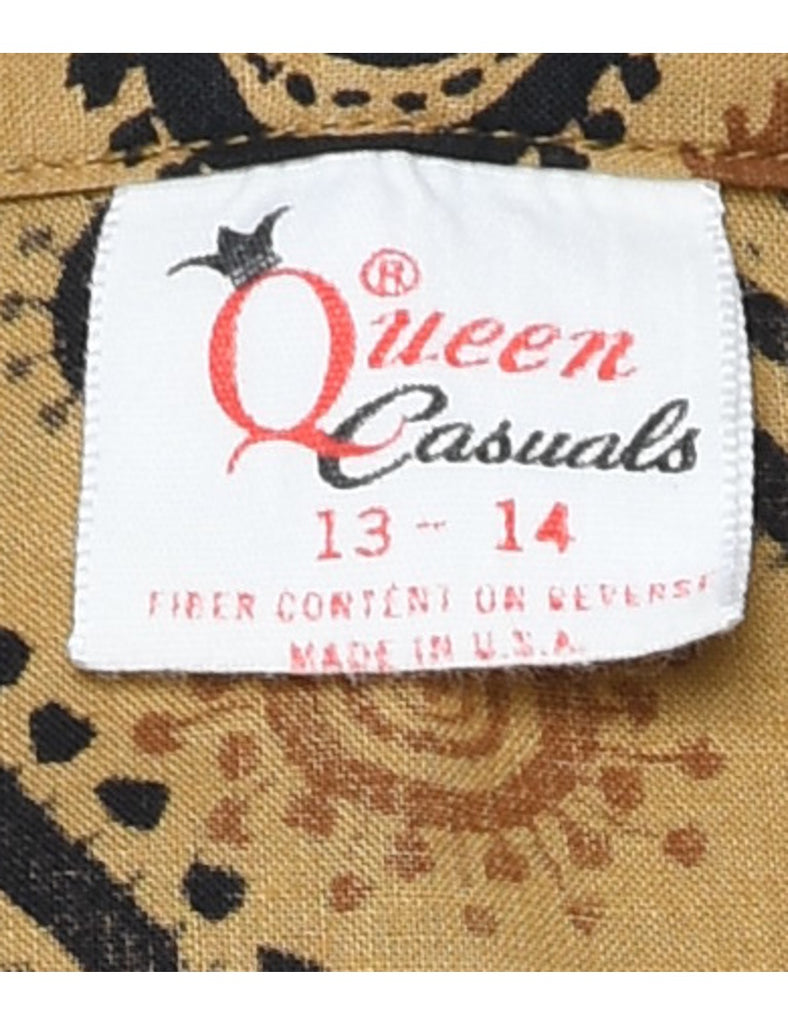 Queen®
Casuals
13 - 14
FIBER CONTENT ON REVERSE
MADE IN U.S.A.